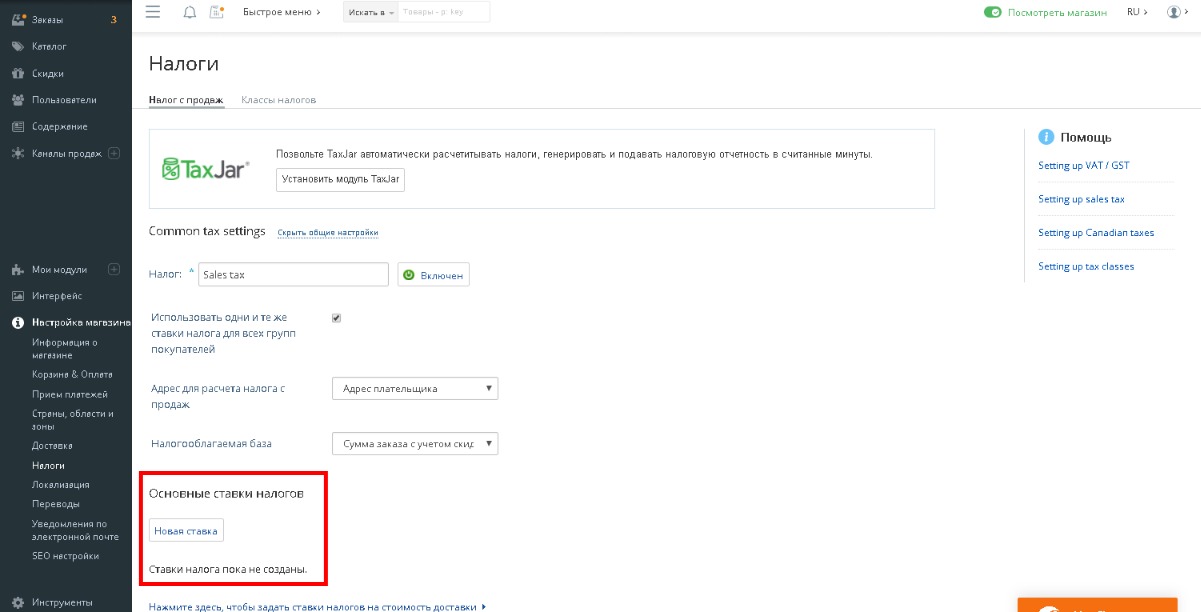 Заказы 3
Каталог
Скидки
Пользователи
Содержание
Каналы продаж
Мои модули
Интерфейс
Настройка магазина
Информация о
магазине
Корзина & Оплата
Прием платежей
Страны, области и
зоны
Доставка
Налоги
Локализация
Переводы
Уведомления по
электронной почте
SEO настройки
Инструменты
Быстрое меню
Искать в
Товары - р. key
Посмотреть магазин
RU
Налоги
Налог с продаж
Классы налогов
TaxJar
Позвольте TaxJar автоматически расчетитывать налоги, генерировать и подавать налоговую отчетность в считанные минуты.
Установить модуль TaxJar
Common tax settings
Скрыть общие настройки
Налог: *
Sales tax
Включен
Использовать одни и те же
ставки налога для всех групп
покупателей
Адрес для расчета налога с
продаж
Адрес плательщика
Налогооблагаемая база
Сумма заказа с учетом скид
Основные ставки налогов
Новая ставка
Ставки налога пока не созданы.
Нажмите здесь, чтобы задать ставки налогов на стоимость доставки
Помощь
Setting up VAT / GST
Setting up sales tax
Setting up Canadian taxes
Setting up tax classes